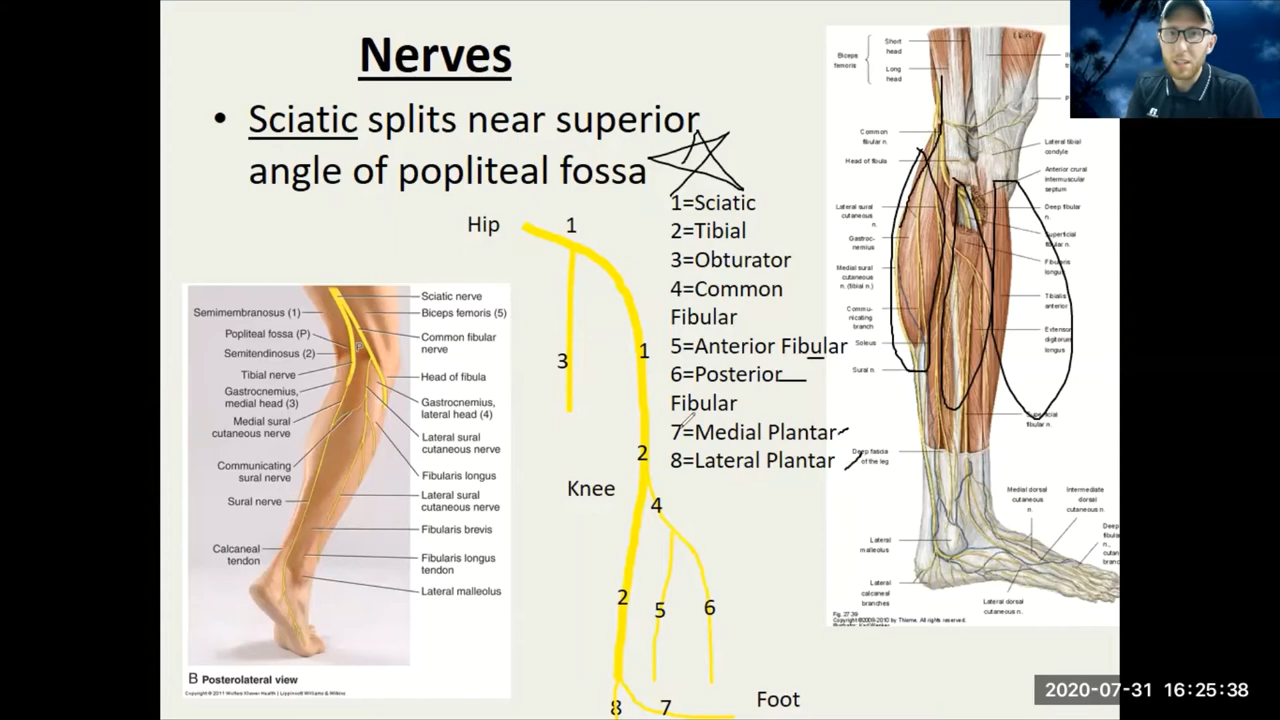 Nerves
• Sciatic splits near superior
angle of popliteal fossa
1=Sciatic
2=Tibial
3=Obturator
4=Common
Fibular
5=Anterior Fibular
6=Posterior
Fibular
7=Medial Plantar
8=Lateral Plantar
Hip
1
3
1
2
Knee
4
2
5
6
8
7
Foot
Semimembranosus (1)
Popliteal fossa (P)
Semitendinosus (2)
Tibial nerve
Gastrocnemius,
medial head (3)
Medial sural
cutaneous nerve
Communicating
sural nerve
Sural nerve
Calcaneal
tendon
P
Sciatic nerve
Biceps femoris (5)
Common fibular
nerve
Head of fibula
Gastrocnemius,
lateral head (4)
Lateral sural
cutaneous nerve
Fibularis longus
Lateral sural
cutaneous nerve
Fibularis brevis
Fibularis longus
tendon
Lateral malleolus
B Posterolateral view
Biceps
femoris
Short
head
Long
head
Common
fibular n.
Head of fibula
Lateral sural
cutaneous
n.
Gastroc-
nemius
Medial sural
cutaneous
n. (tibial n.)
Commu-
nicating
branch
Soleus
Sural n.
Deep fascia
of the leg
Lateral
malleolus
Lateral
calcaneal
branches
Lateral tibial
condyle
Anterior crural
intermuscular
septum
Deep fibular
n.
Superficial
fibular n.
Fibularis
longus
Tibialis
anterior
Extensor
digitorum
longus
Superficial
fibular n.
Medial dorsal
cutaneous
n.
Intermediate
dorsal
cutaneous n.
Lateral dorsal
cutaneous n.
Fig. 27 39
2020-07-31 16:25:38